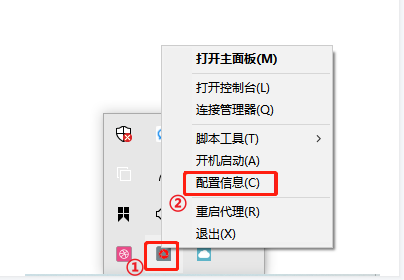 打开主面板(M)
打开控制台(L)
连接管理器(Q)
脚本工具(T)
开机启动(A)
配置信息(C)
②
重启代理(R)
退出(X)
①